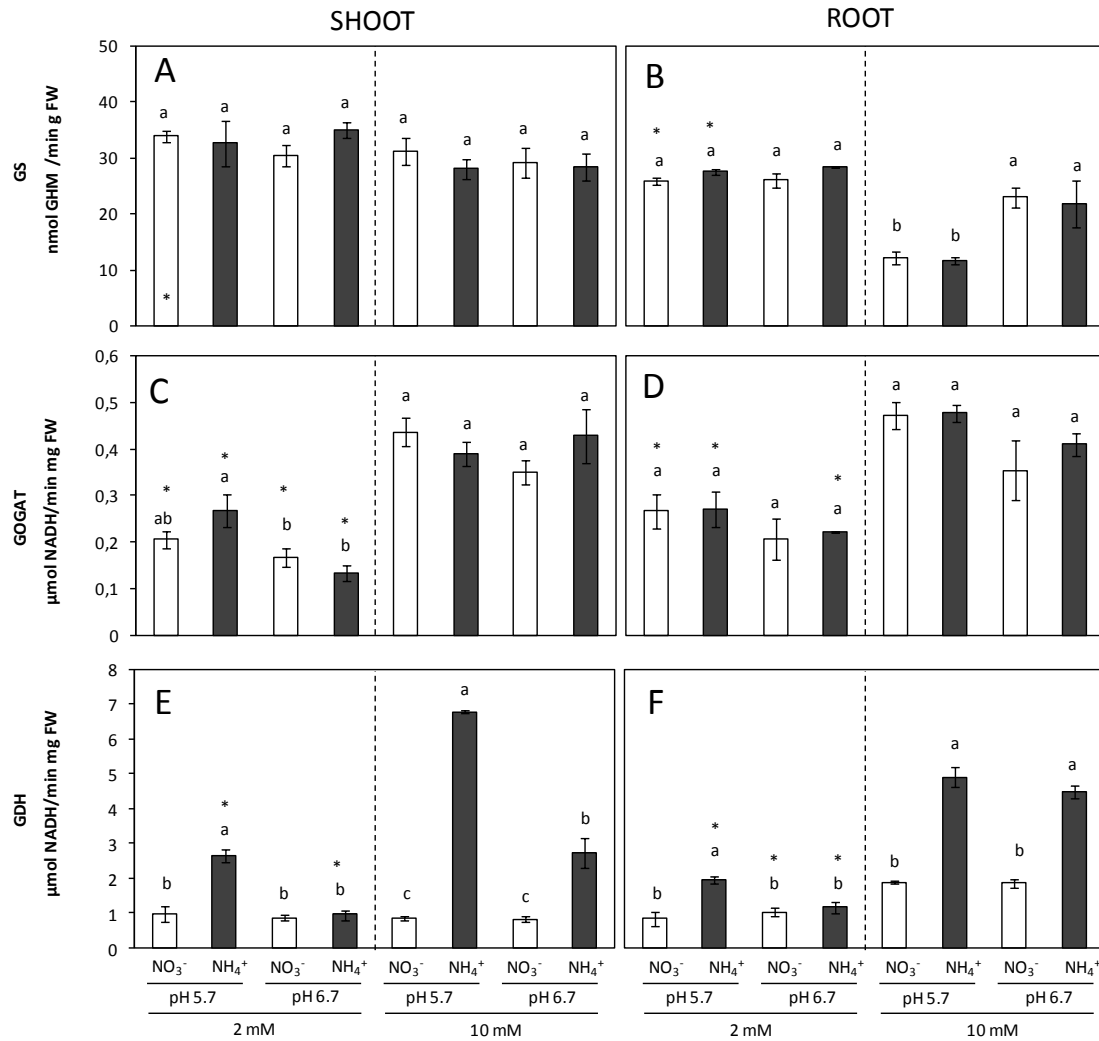 SHOOT ROOT
GS
nmol GHM /min g FW
50
40
30
20
10
0
A
a a a a a a a a
*
B
* *
a a a a b b a a
GOGAT
µmol NADH/min mg FW
0,6
0,5
0,4
0,3
0,2
0,1
0
C
* * * *
ab a b b a a a a
D
* * *
a a a a a a a a
GDH
µmol NADH/min mg FW
8
7
6
5
4
3
2
1
0
E
* *
b a b b c a c b
F
* * *
b a b b b a b a
NO₃⁻ NH₄⁺ NO₃⁻ NH₄⁺ NO₃⁻ NH₄⁺ NO₃⁻ NH₄⁺ NO₃⁻ NH₄⁺ NO₃⁻ NH₄⁺ NO₃⁻ NH₄⁺ NO₃⁻ NH₄⁺
pH 5.7 pH 6.7 pH 5.7 pH 6.7 pH 5.7 pH 6.7 pH 5.7 pH 6.7
2 mM 10 mM 2 mM 10 mM